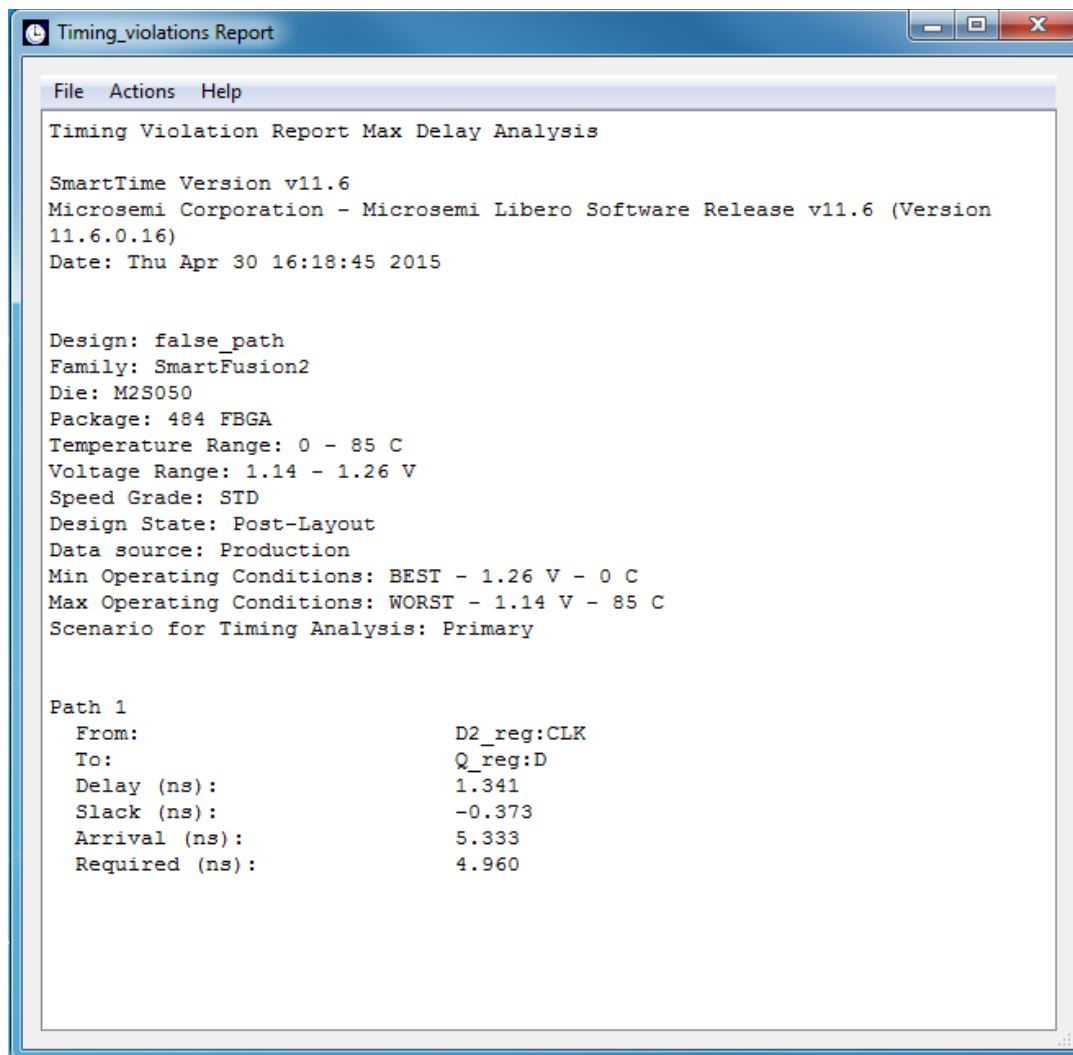 Timing_violations Report
File Actions Help
Timing Violation Report Max Delay Analysis
SmartTime Version v11.6
Microsemi Corporation - Microsemi Libero Software Release v11.6 (Version
11.6.0.16)
Date: Thu Apr 30 16:18:45 2015
Design: false_path
Family: SmartFusion2
Die: M2S050
Package: 484 FBGA
Temperature Range: 0 - 85 C
Voltage Range: 1.14 - 1.26 V
Speed Grade: STD
Design State: Post-Layout
Data source: Production
Min Operating Conditions: BEST - 1.26 V - 0 C
Max Operating Conditions: WORST - 1.14 V - 85 C
Scenario for Timing Analysis: Primary
Path 1
From: D2_reg:CLK
To: Q_reg:D
Delay (ns): 1.341
Slack (ns): -0.373
Arrival (ns): 5.333
Required (ns): 4.960